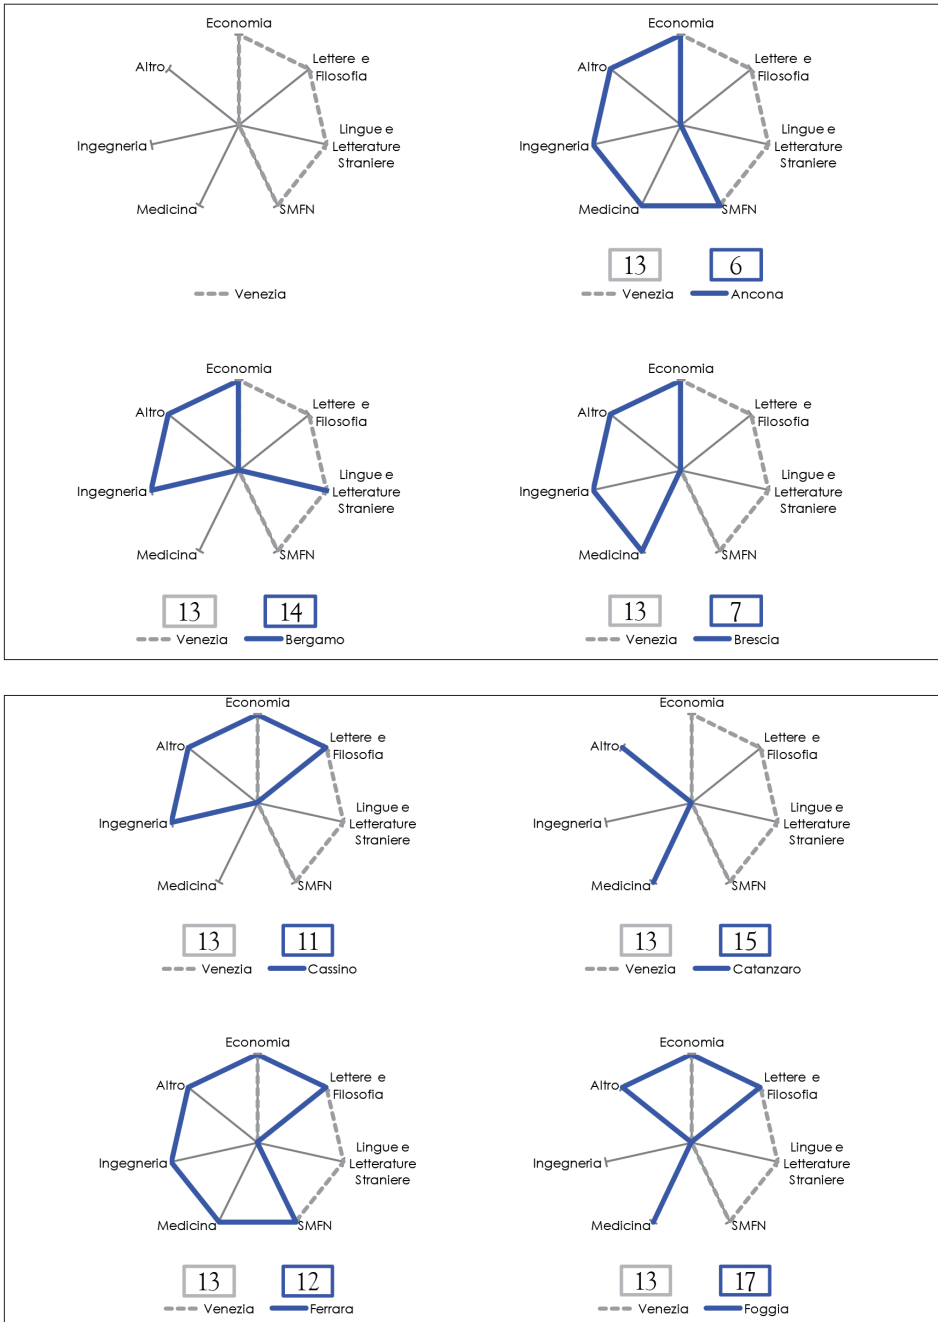 Economia
Lettere e
Filosofia
Altro
Lingue e
Letterature
Straniere
Ingegneria
Medicina
SMFN
Venezia
Economia
Lettere e
Filosofia
Altro
Lingue e
Letterature
Straniere
Ingegneria
Medicina
SMFN
13 6
Venezia Ancona
Economia
Lettere e
Filosofia
Altro
Lingue e
Letterature
Straniere
Ingegneria
Medicina
SMFN
13 14
Venezia Bergamo
Economia
Lettere e
Filosofia
Altro
Lingue e
Letterature
Straniere
Ingegneria
Medicina
SMFN
13 7
Venezia Brescia
Economia
Lettere e
Filosofia
Altro
Lingue e
Letterature
Straniere
Ingegneria
Medicina
SMFN
13 11
Venezia Cassino
Economia
Lettere e
Filosofia
Altro
Lingue e
Letterature
Straniere
Ingegneria
Medicina
SMFN
13 15
Venezia Catanzaro
Economia
Lettere e
Filosofia
Altro
Lingue e
Letterature
Straniere
Ingegneria
Medicina
SMFN
13 12
Venezia Ferrara
Economia
Lettere e
Filosofia
Altro
Lingue e
Letterature
Straniere
Ingegneria
Medicina
SMFN
13 17
Venezia Foggia